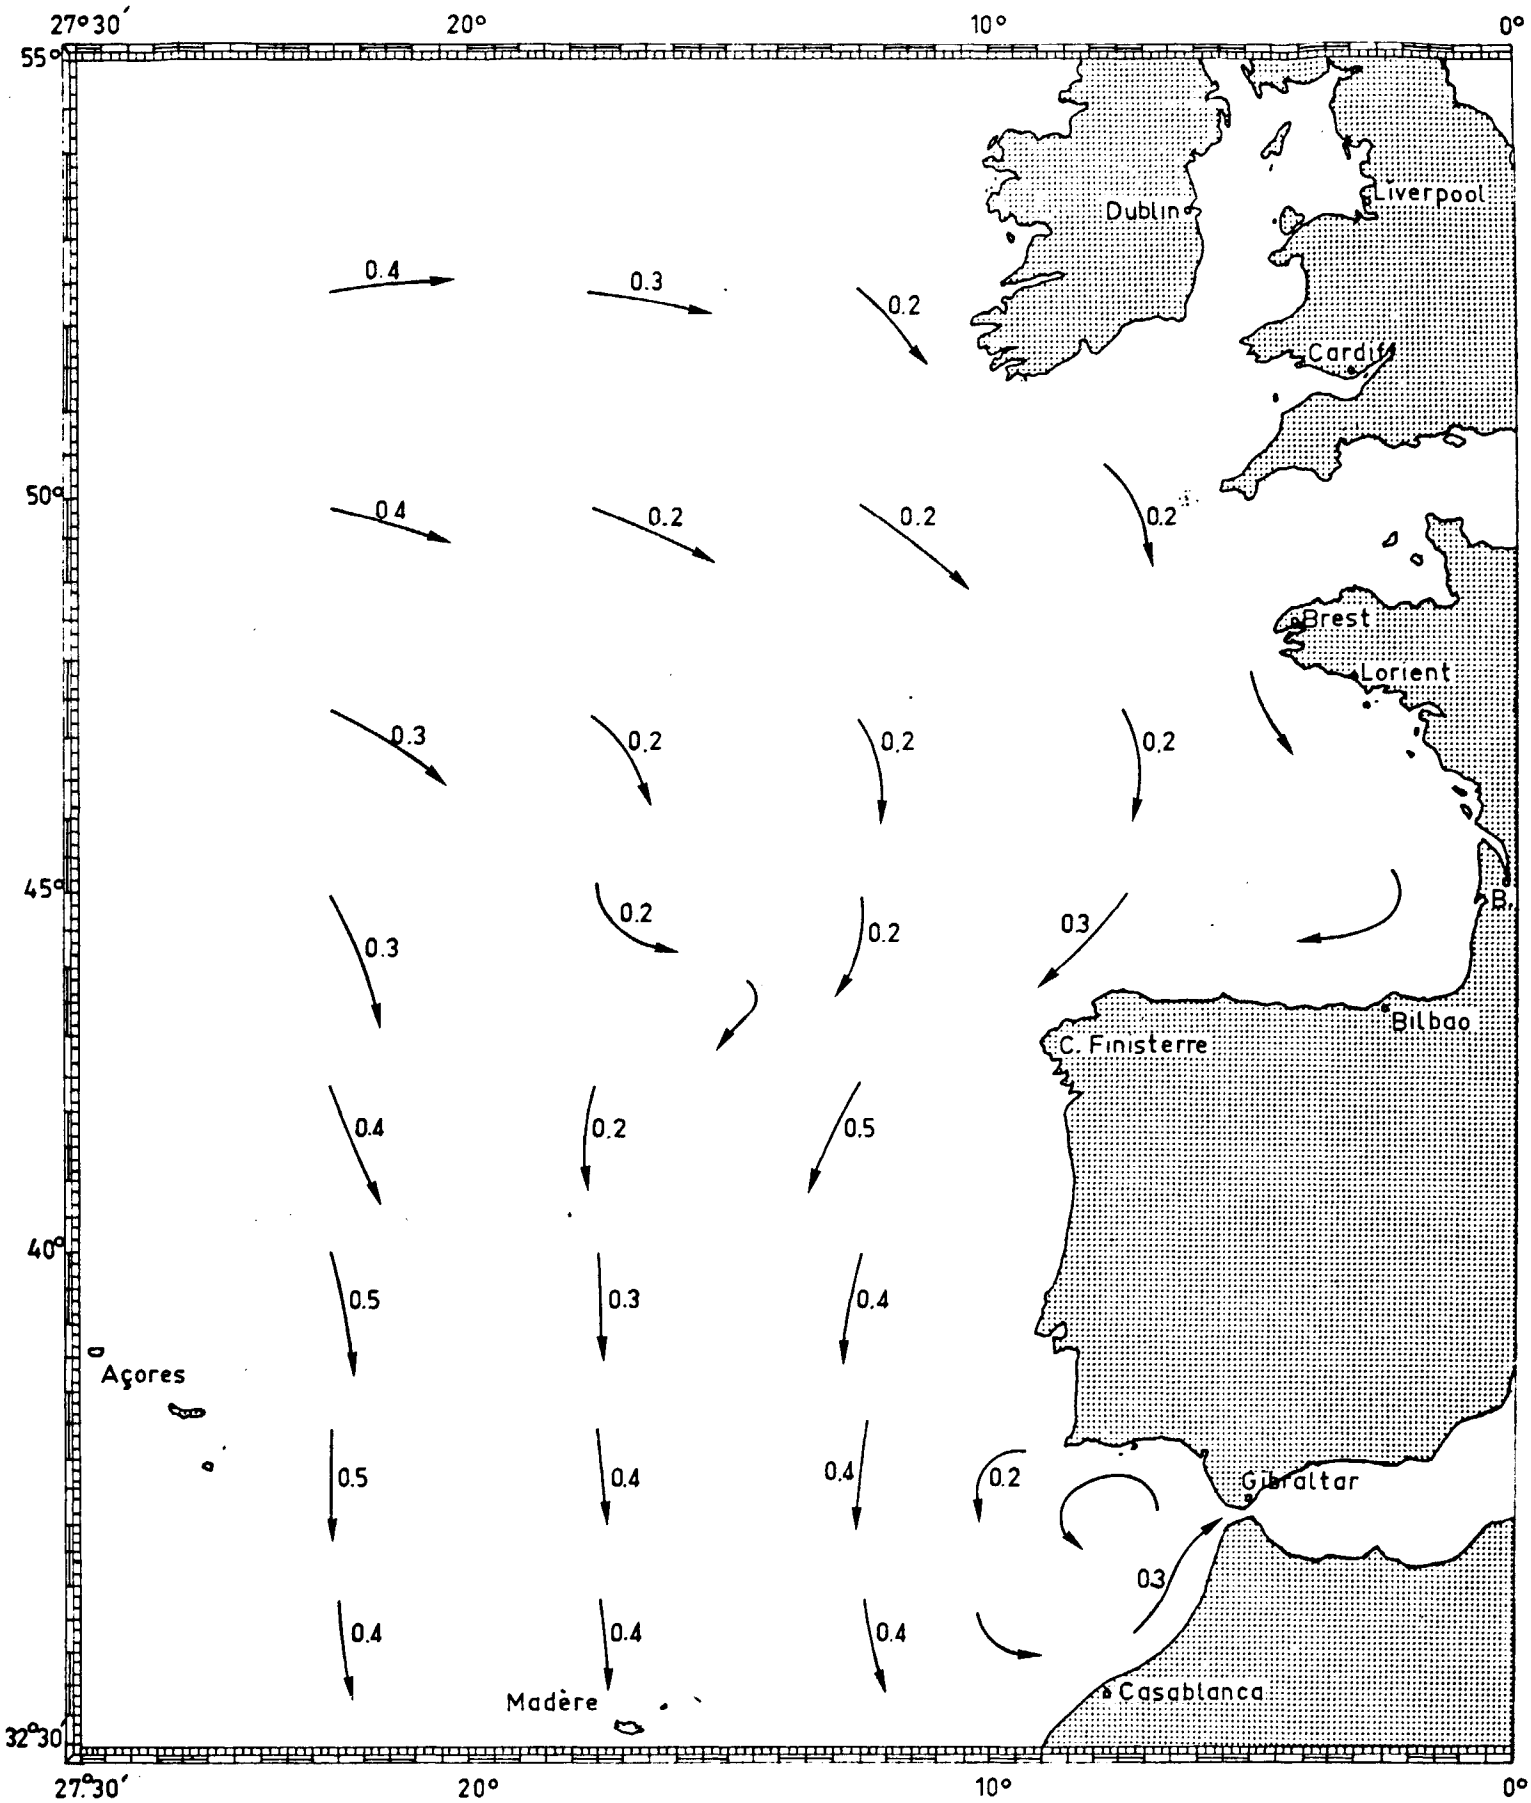 27°30′ 20° 10° 0°
55°
Liverpool
Dublin
0.4 0.3 0.2
Cardiff
50°
0.4 0.2 0.2 0.2
Brest
Lorient
0.3 0.2 0.2 0.2
45°
B.
0.3 0.2 0.2 0.3
Bilbao
C. Finisterre
0.4 0.2 0.5
40°
0.5 0.3 0.4
Açores
0.5 0.4 0.4 0.2
Gibraltar
0.3
0.4 0.4 0.4
Madère
Casablanca
32°30′
27°30′ 20° 10° 0°